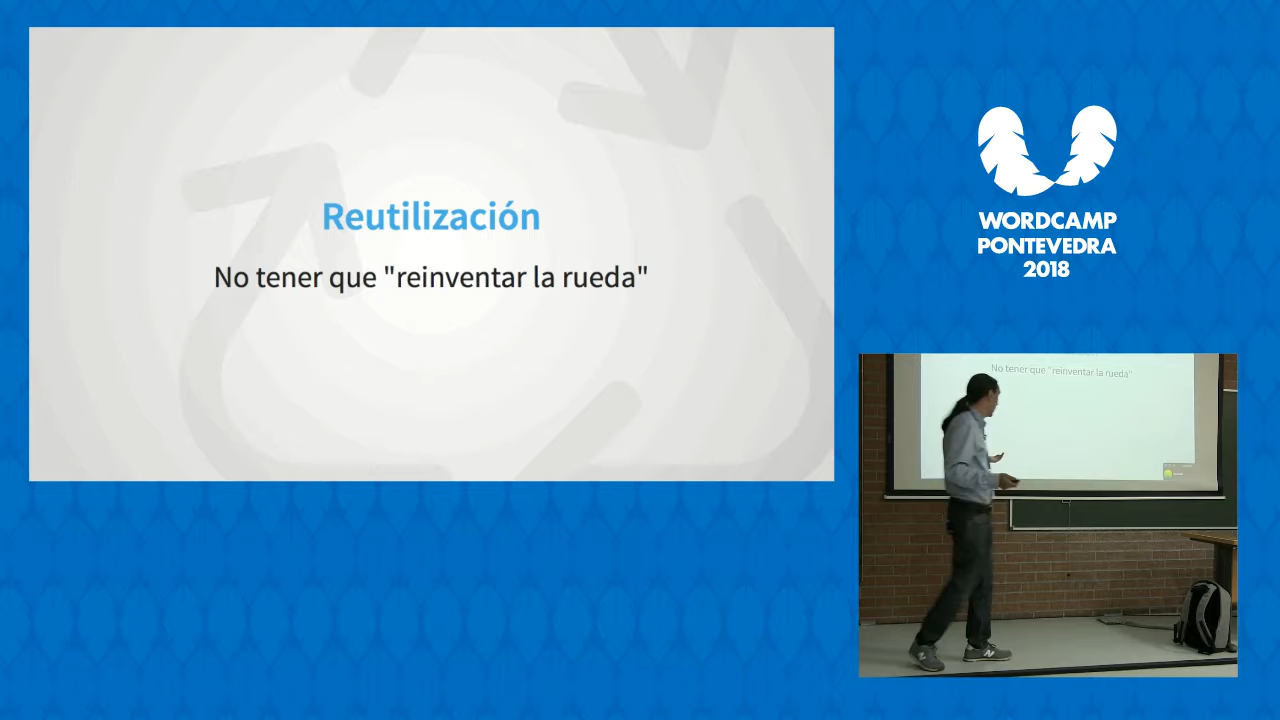 Reutilización
No tener que "reinventar la rueda"
WORDCAMP
PONTEVEDRA
2018
No tener que "reinventar la rueda"